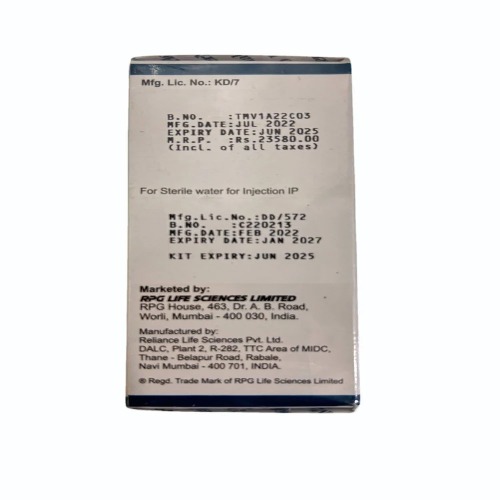 Mfg. Lic. No.: KD/7
B.NO. :TMV1A22C03
MFG.DATE:JUL 2022
EXPIRY DATE:JUN 2025
M.R.P. :Rs.23580.00
(Incl. of all taxes)
For Sterile water for Injection IP
Mfg.Lic.No.:DD/572
B.NO. :C220213
MFG.DATE:FEB 2022
EXPIRY DATE:JAN 2027
KIT EXPIRY:JUN 2025
Marketed by:
RPG LIFE SCIENCES LIMITED
RPG House, 463, Dr. A. B. Road,
Worli, Mumbai - 400 030, India.
Manufactured by:
Reliance Life Sciences Pvt. Ltd.
DALC, Plant 2, R-282, TTC Area of MIDC,
Thane - Belapur Road, Rabale,
Navi Mumbai - 400 701, INDIA.
® Regd. Trade Mark of RPG Life Sciences Limited